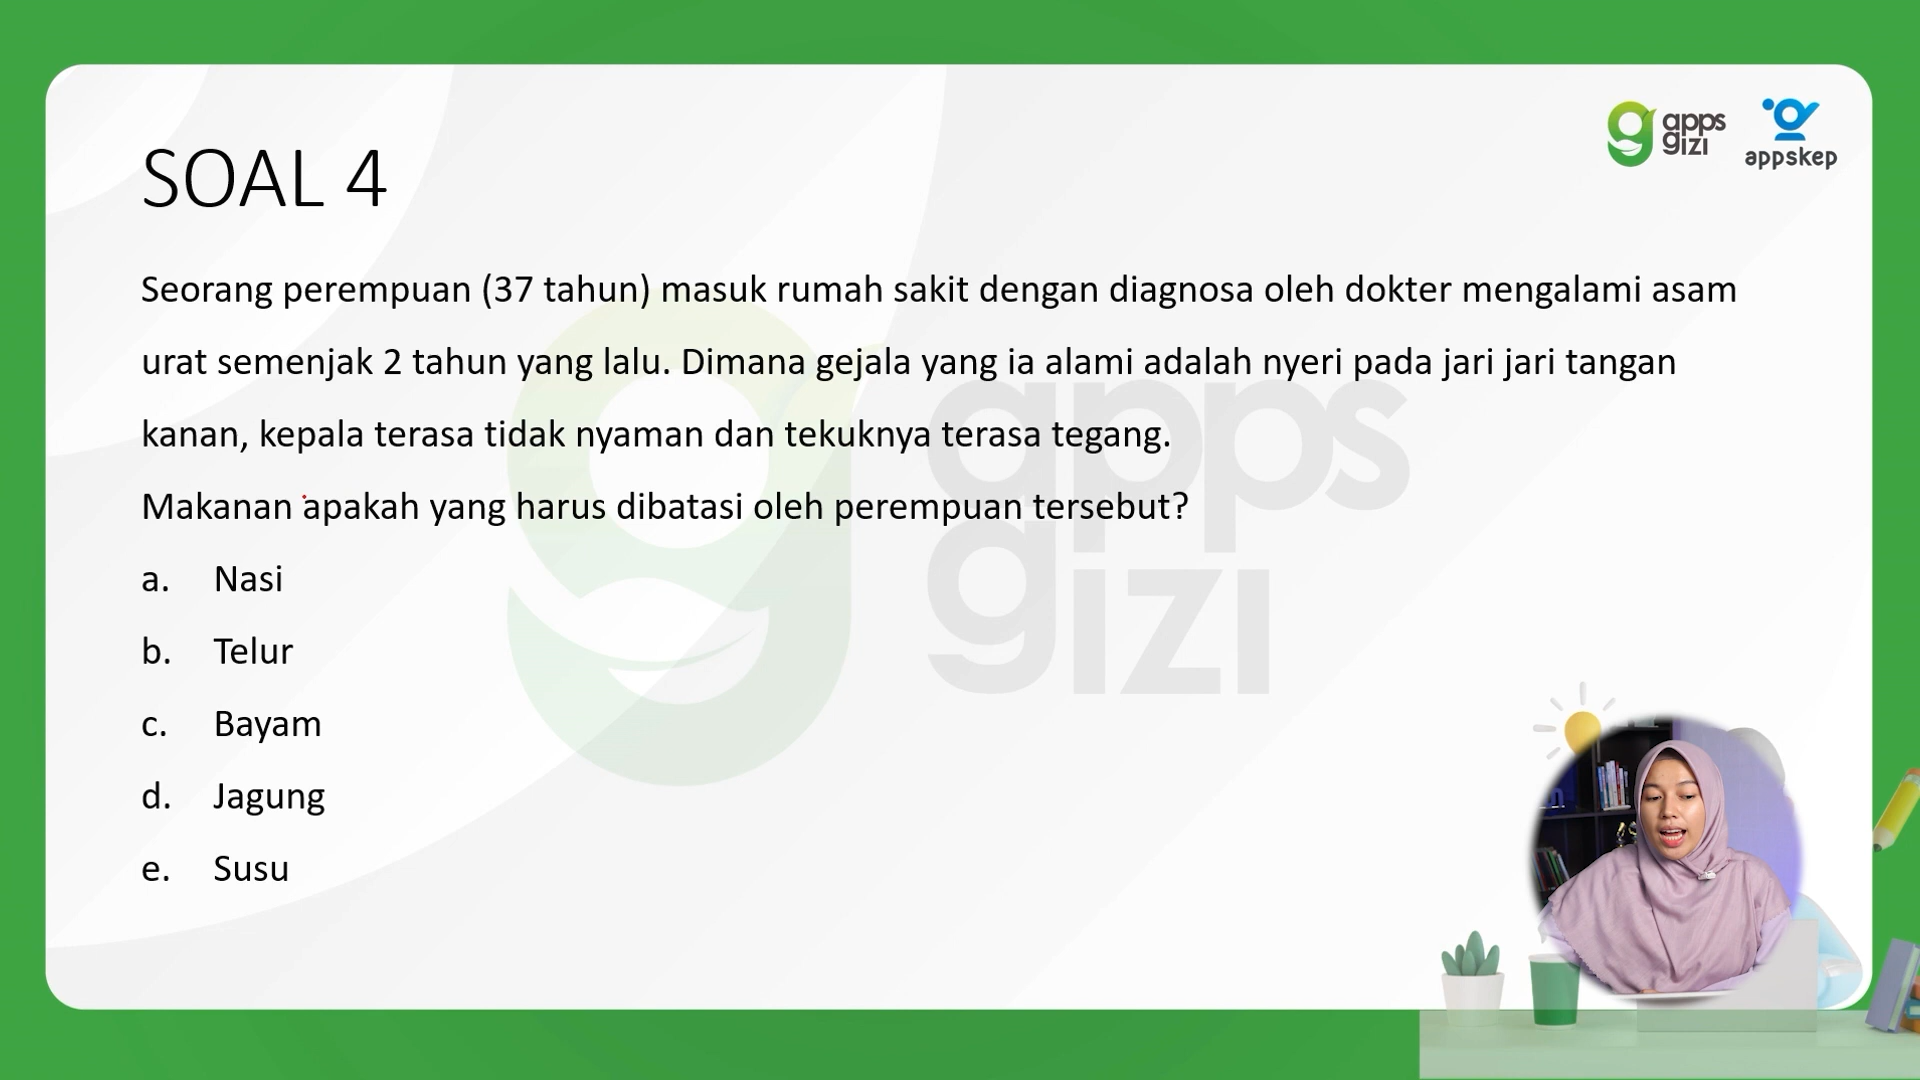 apps
gizi
appskep
SOAL 4
Seorang perempuan (37 tahun) masuk rumah sakit dengan diagnosa oleh dokter mengalami asam
urat semenjak 2 tahun yang lalu. Dimana gejala yang ia alami adalah nyeri pada jari jari tangan
kanan, kepala terasa tidak nyaman dan tekuknya terasa tegang.
Makanan apakah yang harus dibatasi oleh perempuan tersebut?
a. Nasi
b. Telur
c. Bayam
d. Jagung
e. Susu
apps
gizi